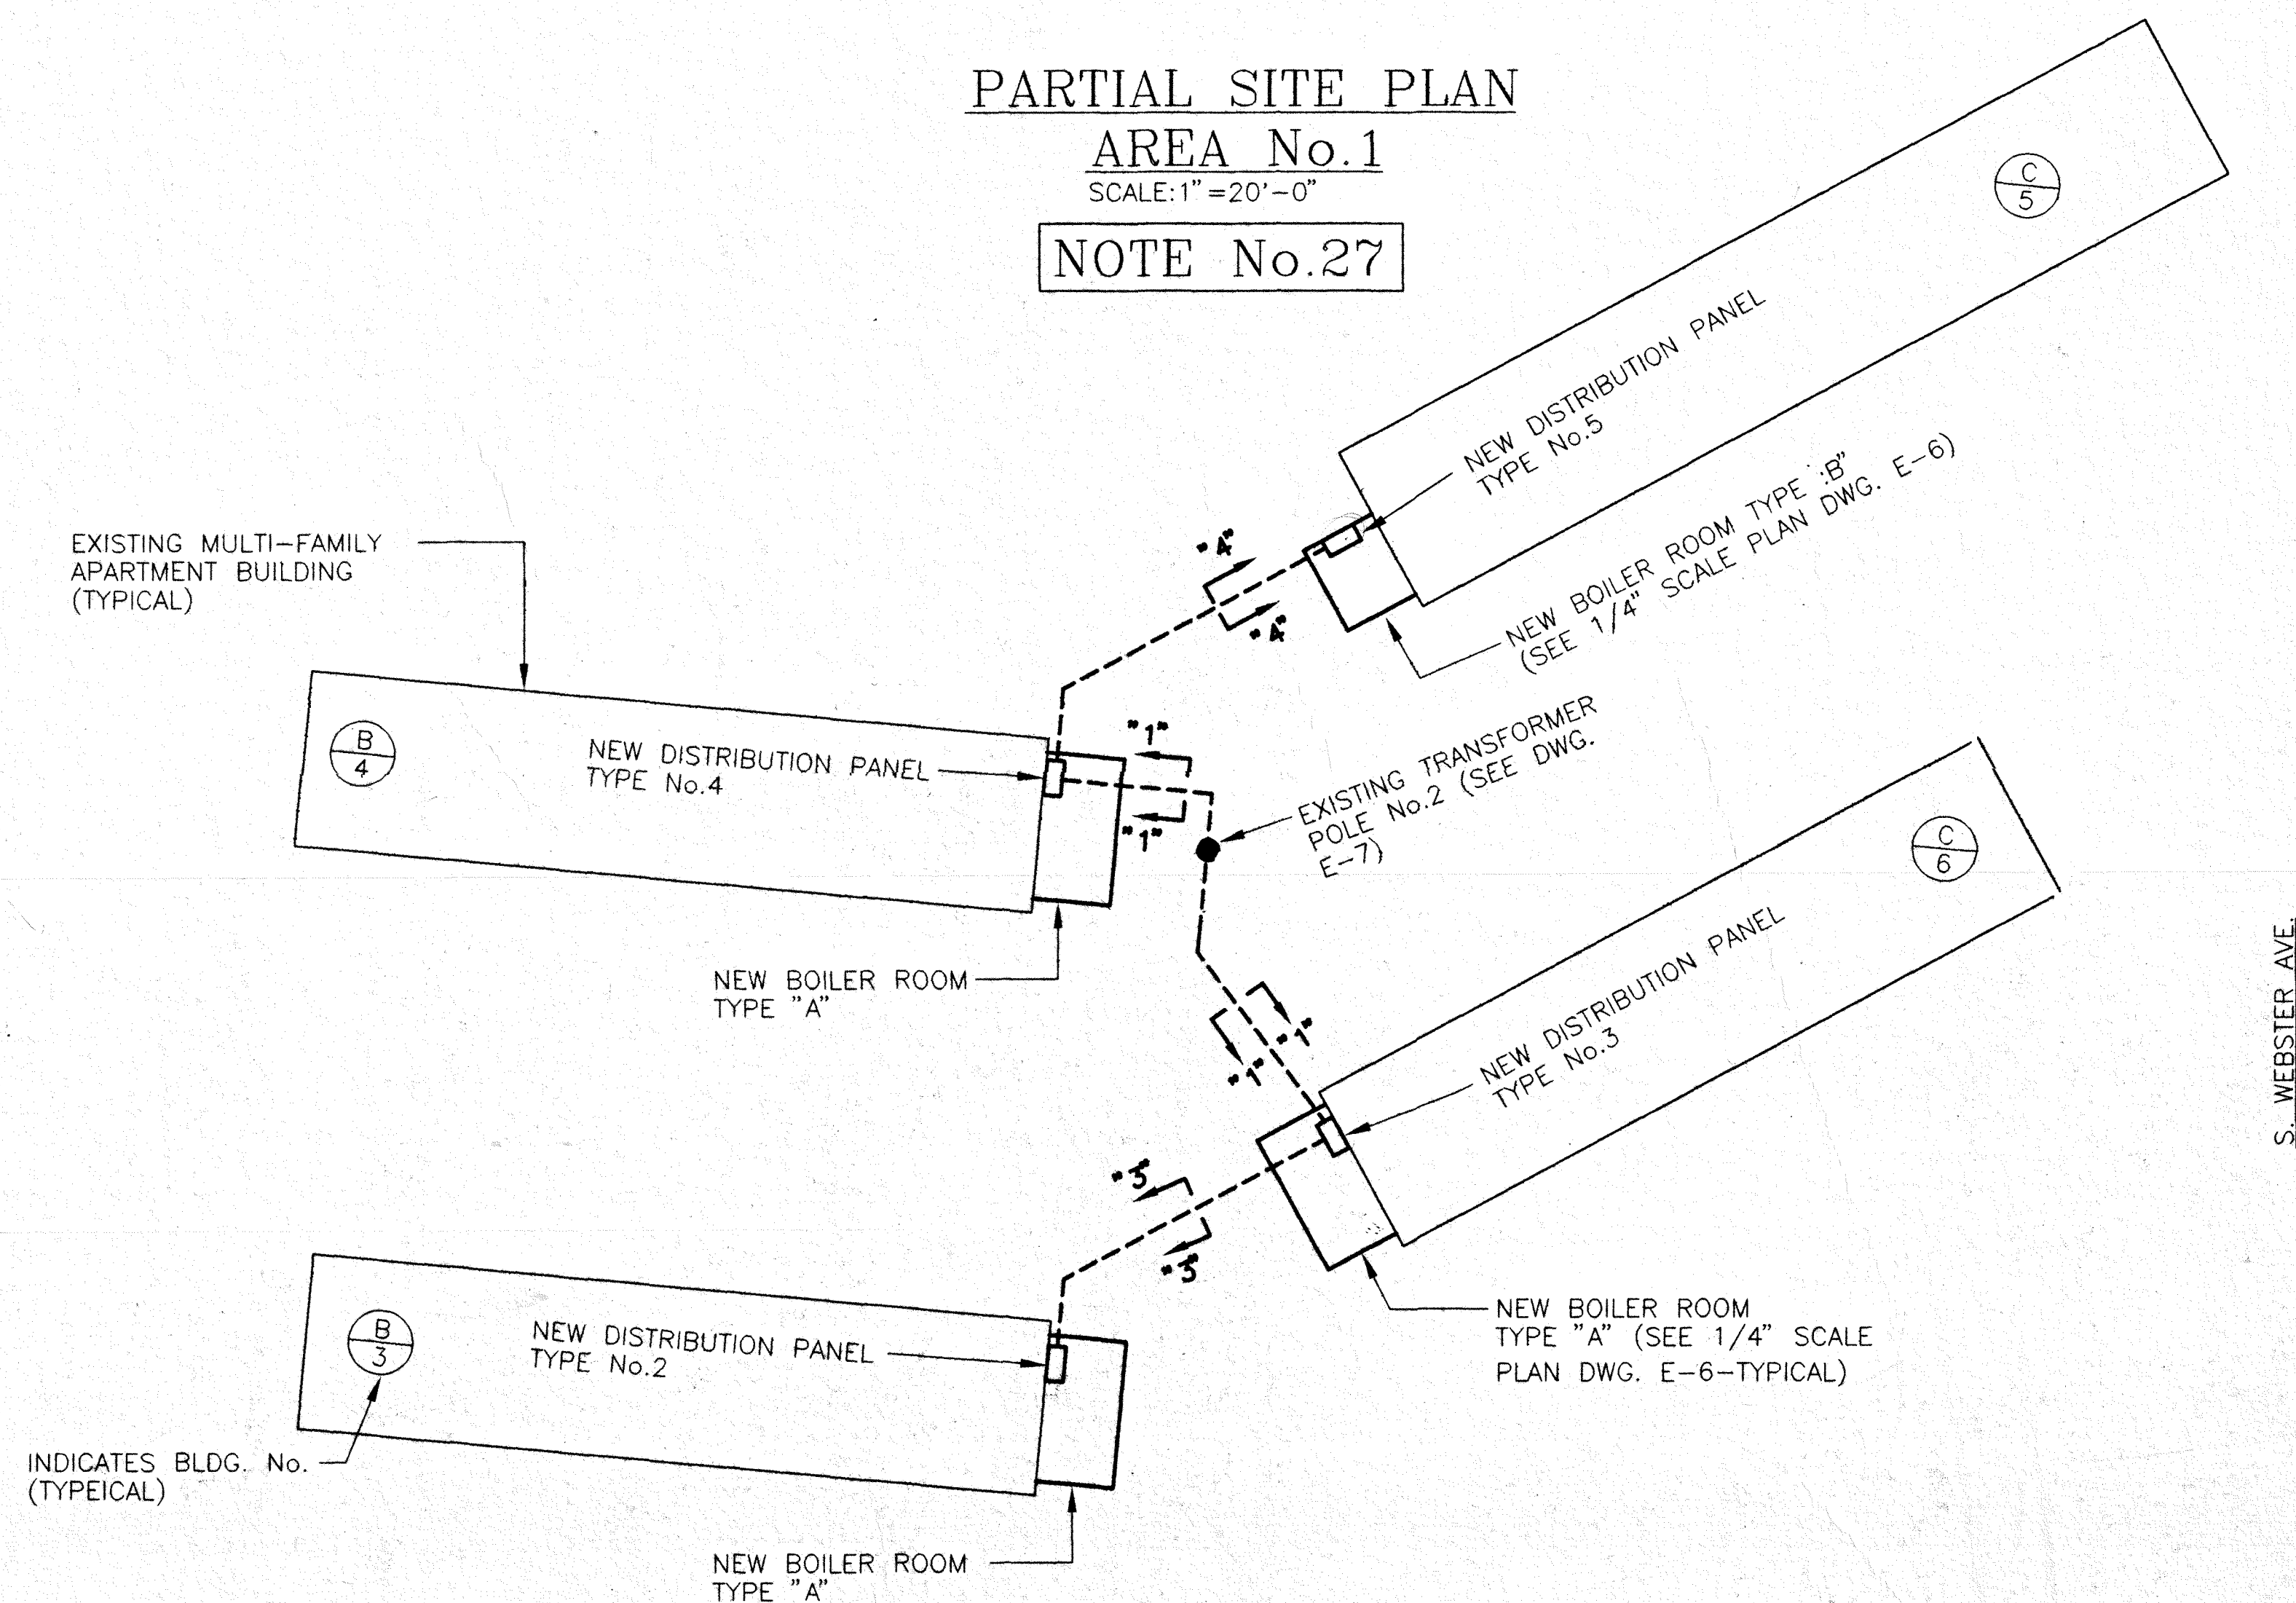 PARTIAL SITE PLAN
AREA No.1
SCALE:1"=20'-0"
NOTE No.27
C
5
NEW DISTRIBUTION PANEL
TYPE No.5
NEW BOILER ROOM TYPE :B"
(SEE 1/4" SCALE PLAN DWG. E-6)
"4"
"4"
EXISTING MULTI-FAMILY
APARTMENT BUILDING
(TYPICAL)
B
4
NEW DISTRIBUTION PANEL
TYPE No.4
"1"
"1"
EXISTING TRANSFORMER
POLE No.2 (SEE DWG.
E-7)
NEW BOILER ROOM
TYPE "A"
C
6
S. WEBSTER AVE.
NEW DISTRIBUTION PANEL
TYPE No.3
"1"
"1"
"3"
"3"
NEW BOILER ROOM
TYPE "A" (SEE 1/4" SCALE
PLAN DWG. E-6-TYPICAL)
B
3
NEW DISTRIBUTION PANEL
TYPE No.2
INDICATES BLDG. No.
(TYPEICAL)
NEW BOILER ROOM
TYPE "A"